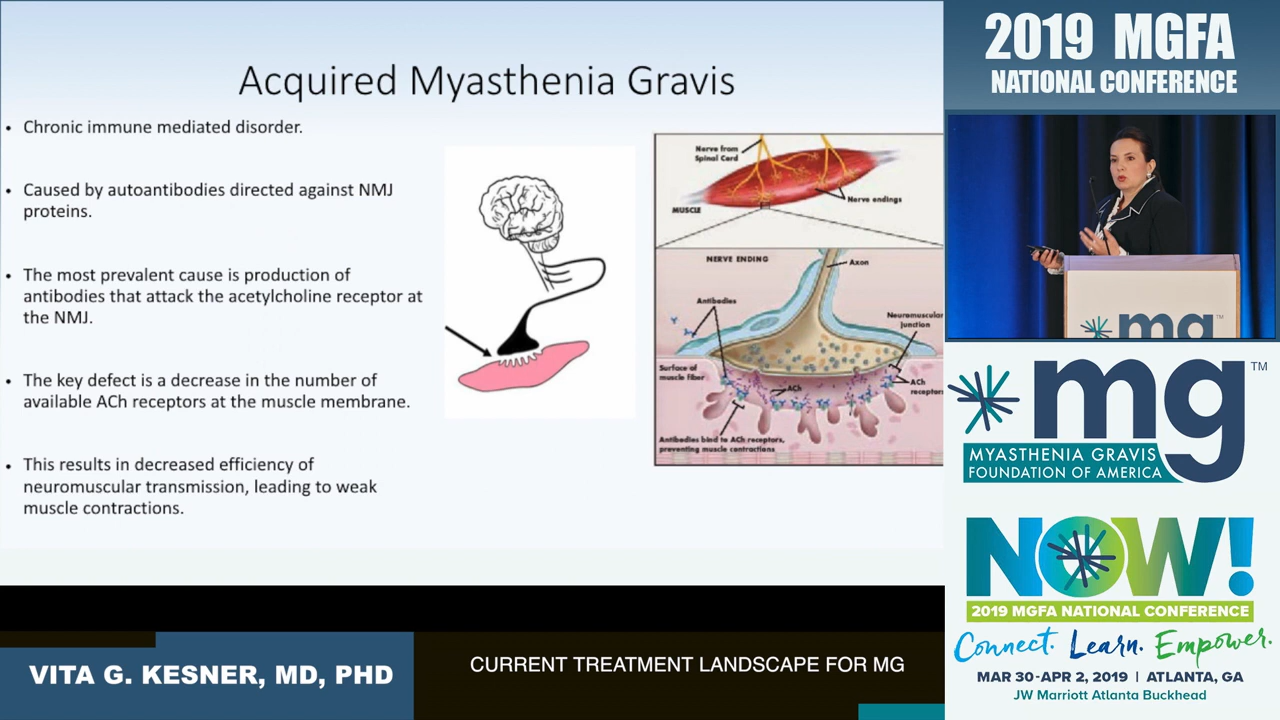 Acquired Myasthenia Gravis
• Chronic immune mediated disorder.
• Caused by autoantibodies directed against NMJ
proteins.
• The most prevalent cause is production of
antibodies that attack the acetylcholine receptor at
the NMJ.
• The key defect is a decrease in the number of
available ACh receptors at the muscle membrane.
• This results in decreased efficiency of
neuromuscular transmission, leading to weak
muscle contractions.
Nerve from
Spinal Cord
Nerve endings
MUSCLE
NERVE ENDING
Axon
Antibodies
Neuromuscular
Junction
Surface of
muscle fiber
ACh
ACh
receptors
Antibodies bind to ACh receptors,
preventing muscle contractions
VITA G. KESNER, MD, PHD
CURRENT TREATMENT LANDSCAPE FOR MG
2019 MGFA
NATIONAL CONFERENCE
mg
mg™
MYASTHENIA GRAVIS
FOUNDATION OF AMERICA
NOW!
2019 MGFA NATIONAL CONFERENCE
Connect. Learn. Empower.
MAR 30-APR 2, 2019 | ATLANTA, GA
JW Marriott Atlanta Buckhead